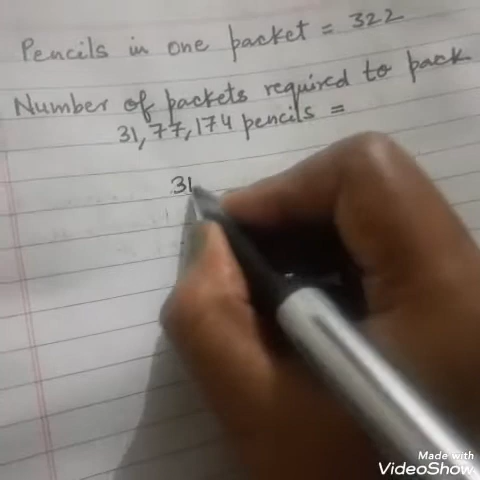 Pencils in one packet = 322
Number of packets required to pack
31,77,174 pencils =
31
Made with
VideoShow